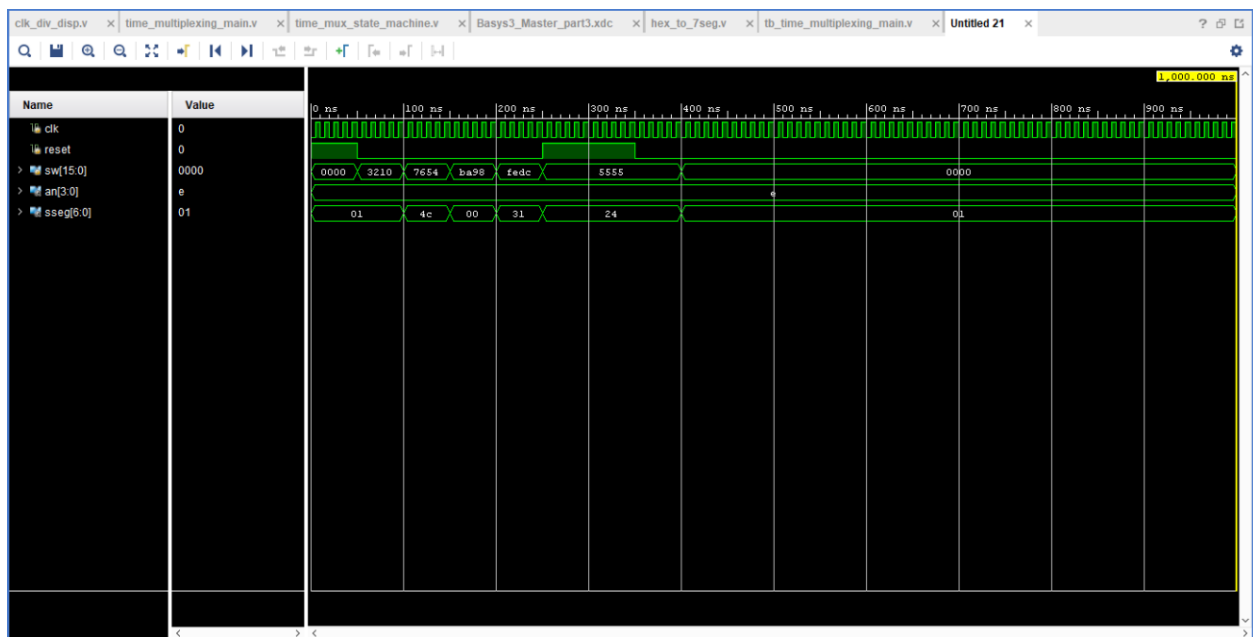 clk_div_disp.v × time_multiplexing_main.v × time_mux_state_machine.v × Basys3_Master_part3.xdc × hex_to_7seg.v × tb_time_multiplexing_main.v × Untitled 21 ×
1,000.000 ns
Name Value 0 ns 100 ns 200 ns 300 ns 400 ns 500 ns 600 ns 700 ns 800 ns 900 ns
clk 0
reset 0
sw[15:0] 0000 0000 3210 7654 ba98 fedc 5555 0000
an[3:0] e e
sseg[6:0] 01 01 4c 00 31 24 01